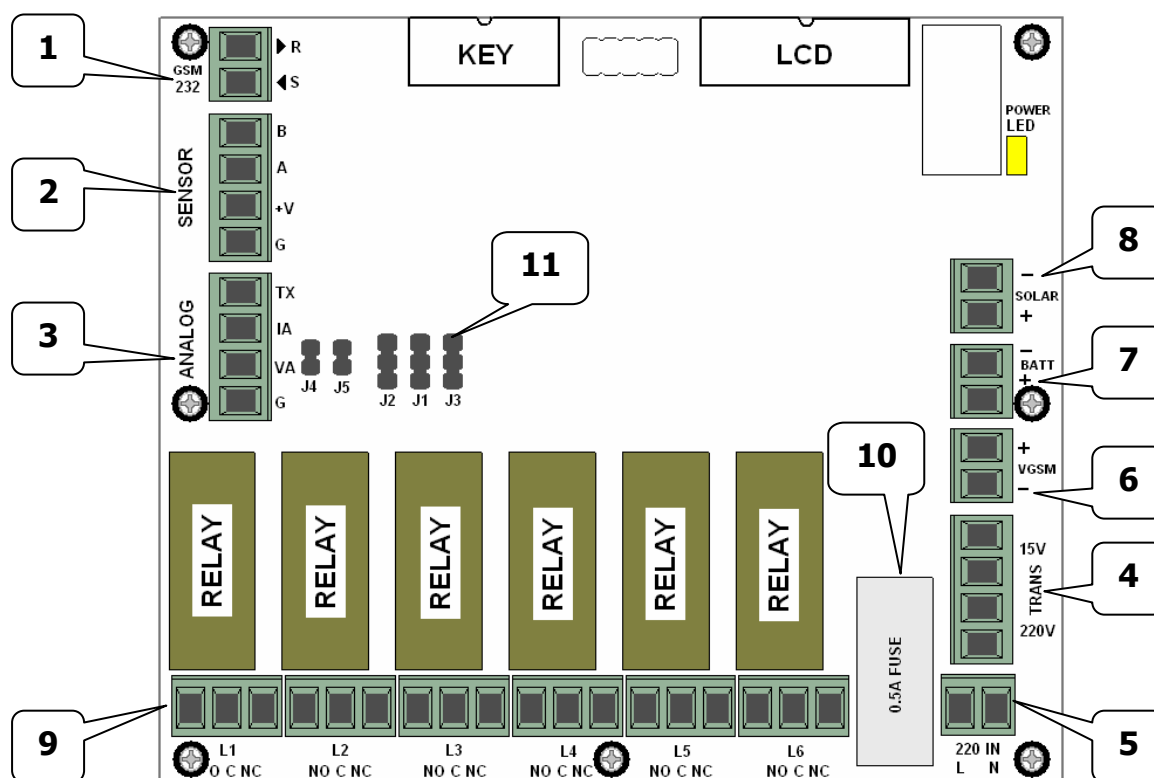 1
GSM
232
R
S
KEY
LCD
POWER
LED
2
SENSOR
B
A
+V
G
3
ANALOG
TX
IA
VA
G
J4 J5 J2 J1 J3
11
8
-
SOLAR
+
7
-
BATT
+
6
+
VGSM
-
4
15V
TRANS
220V
10
RELAY RELAY RELAY RELAY RELAY RELAY
0.5A FUSE
9
L1 L2 L3 L4 L5 L6
NO C NC NO C NC NO C NC NO C NC NO C NC NO C NC
5
220 IN
L N